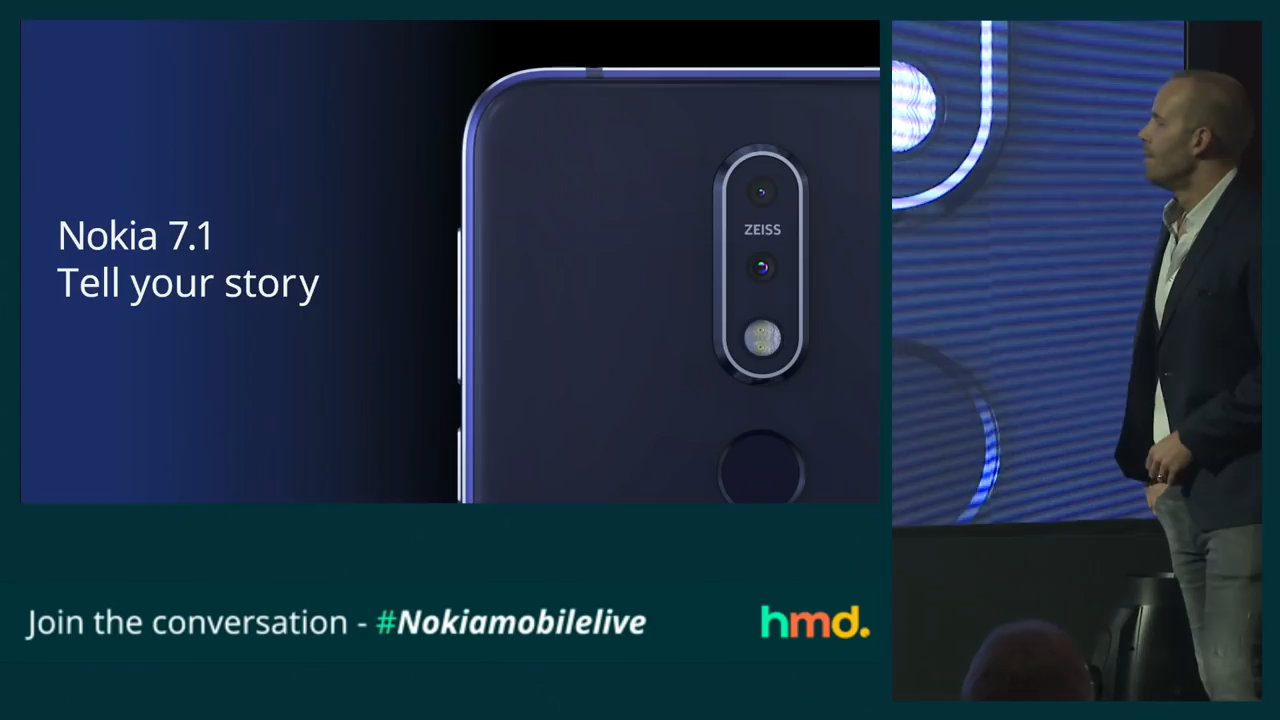 Nokia 7.1
Tell your story
ZEISS
Join the conversation - #Nokiamobilelive
hmd.